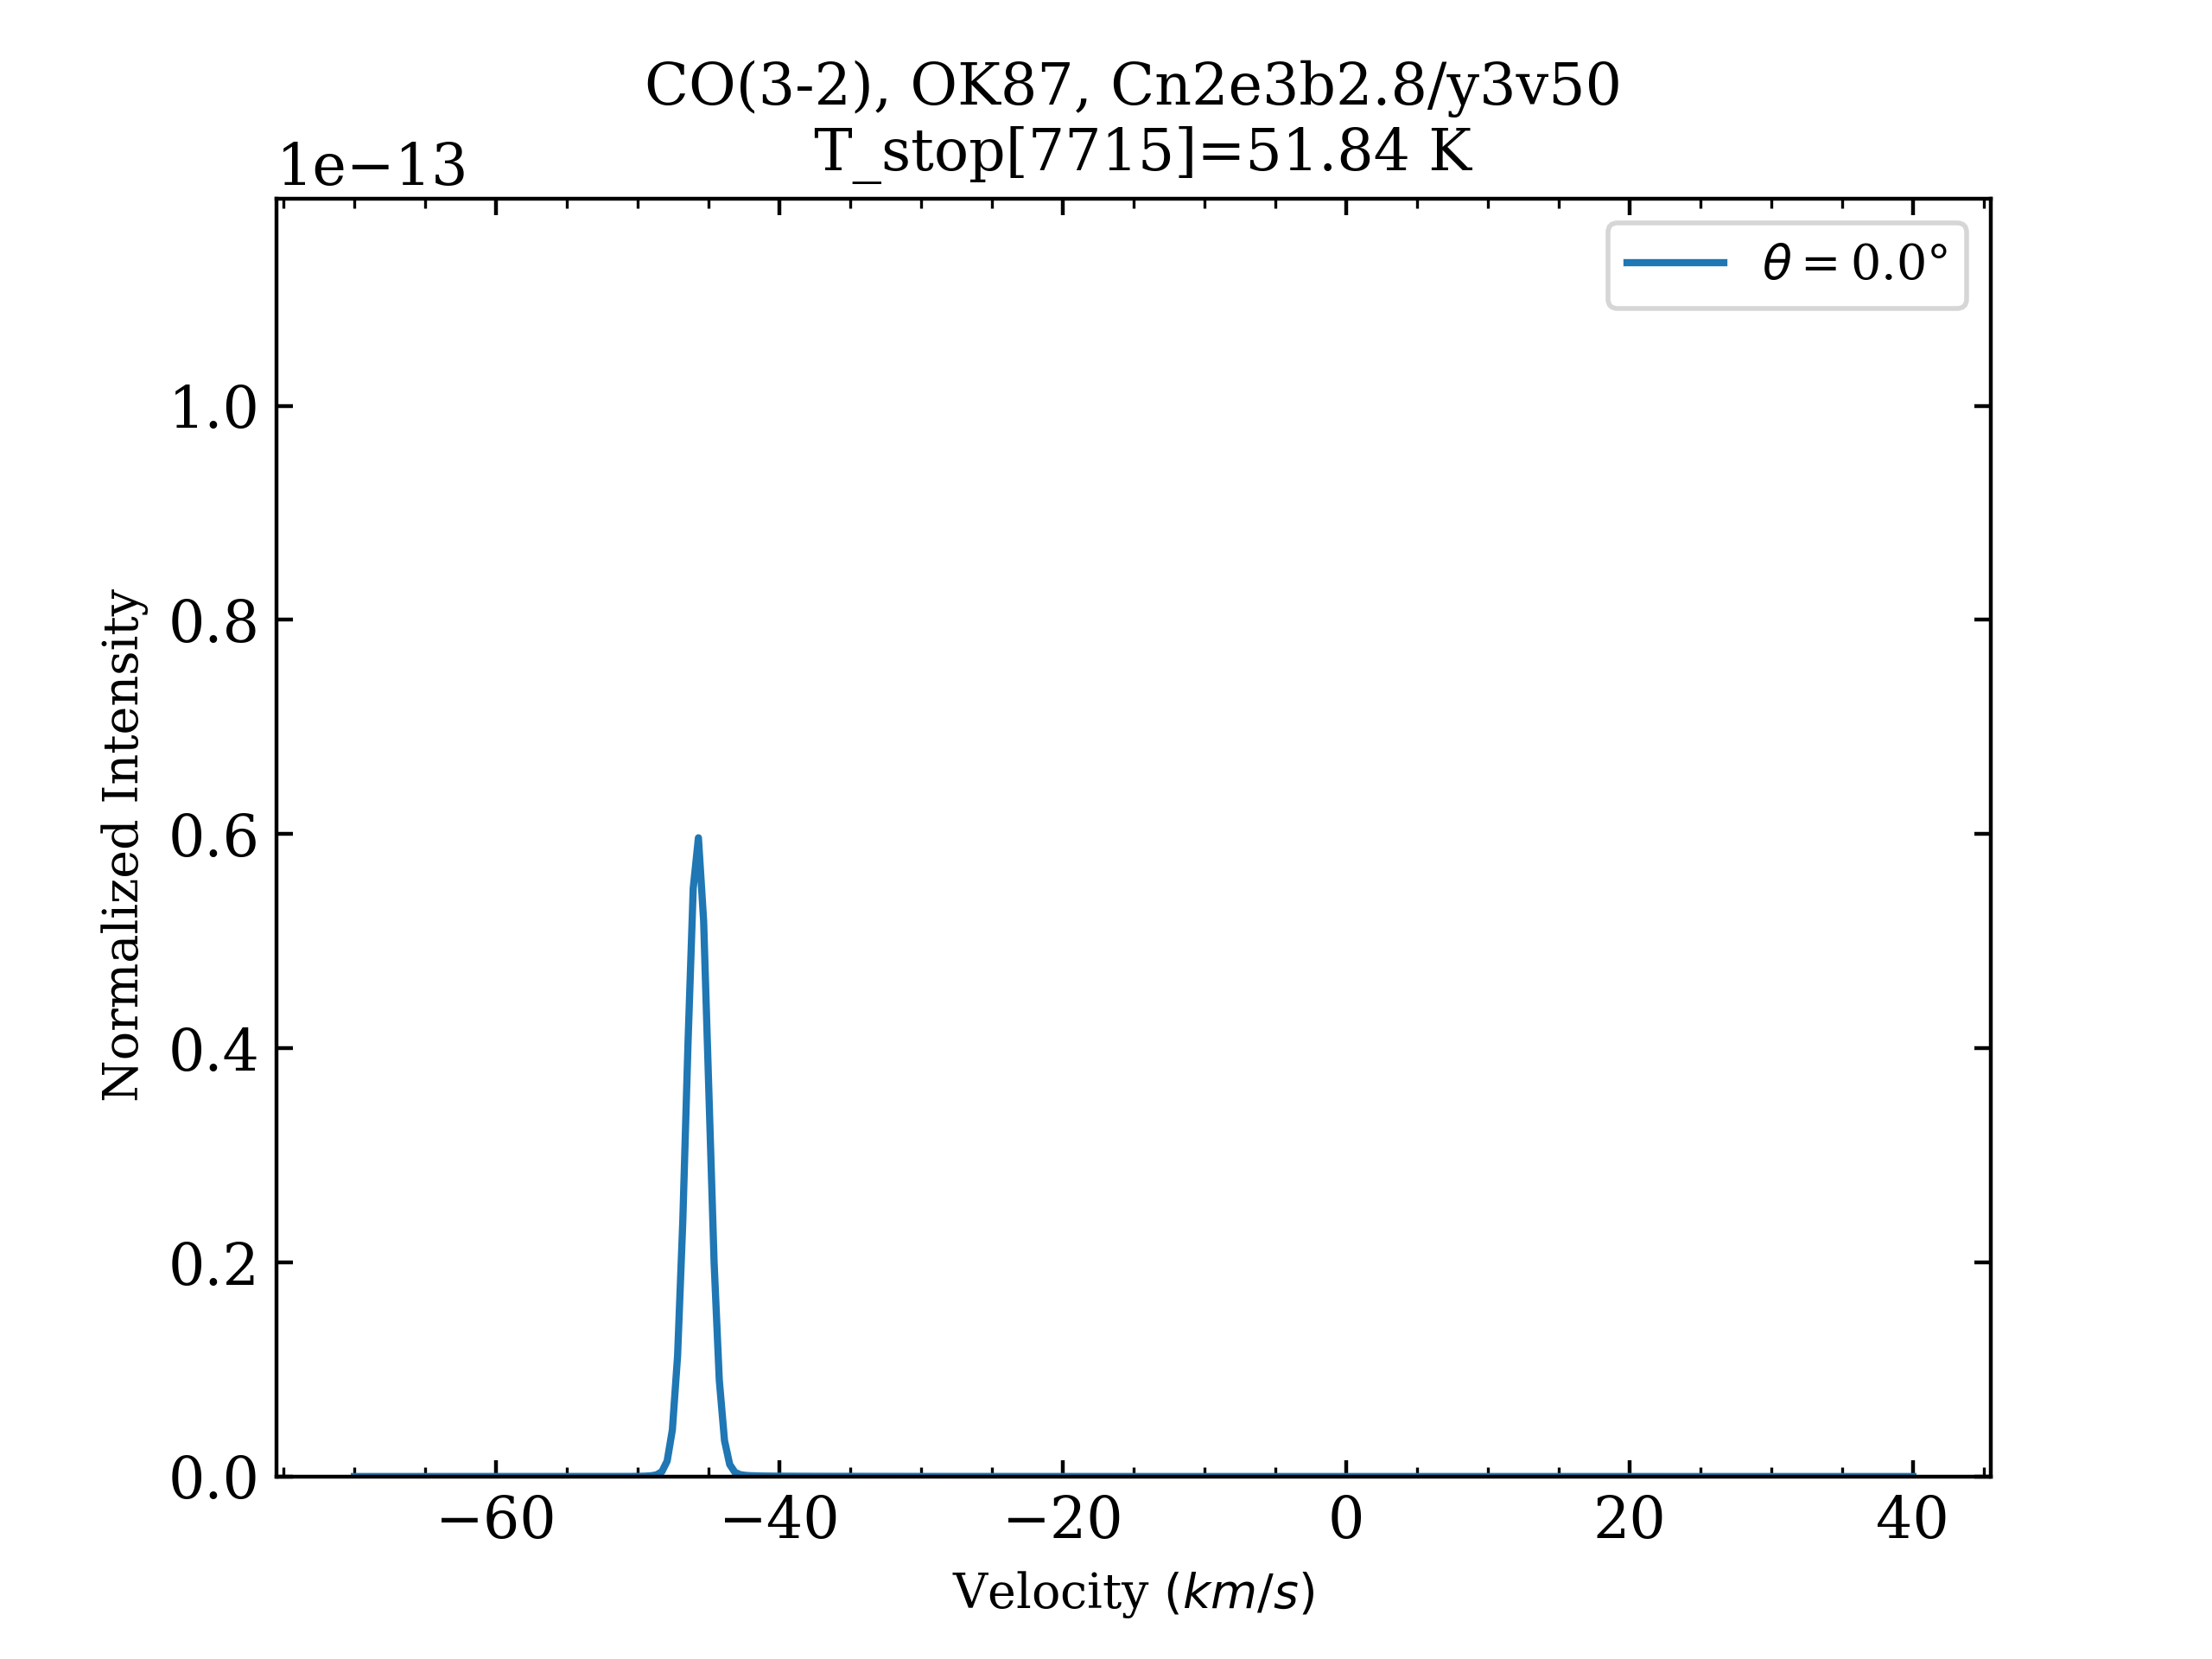 CO(3-2), OK87, Cn2e3b2.8/y3v50
T_stop[7715]=51.84 K
1e−13
θ = 0.0°
1.0
0.8
0.6
0.4
0.2
0.0
Normalized Intensity
−60 −40 −20 0 20 40
Velocity (km/s)